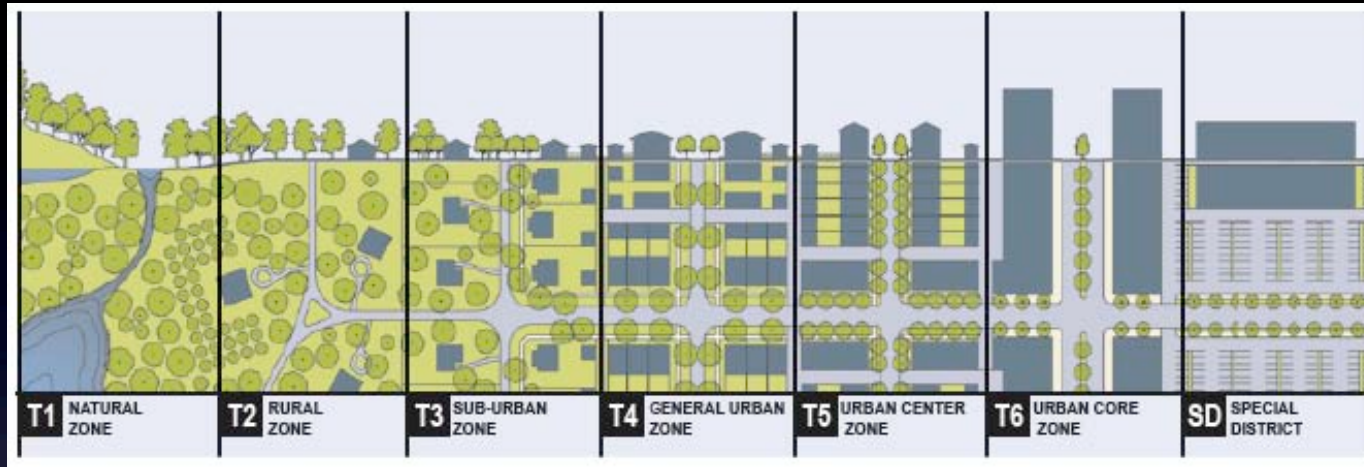 T1 NATURAL
ZONE
T2 RURAL
ZONE
T3 SUB-URBAN
ZONE
T4 GENERAL URBAN
ZONE
T5 URBAN CENTER
ZONE
T6 URBAN CORE
ZONE
SD SPECIAL
DISTRICT